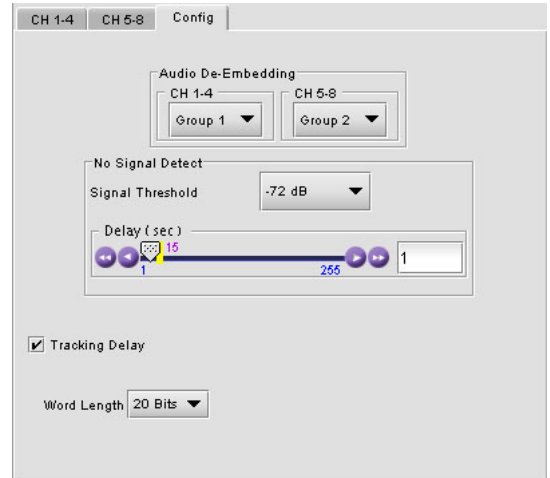 CH 1-4 CH 5-8 Config
Audio De-Embedding
CH 1-4 CH 5-8
Group 1 Group 2
No Signal Detect
Signal Threshold -72 dB
Delay ( sec )
15
1
1 255
Tracking Delay
Word Length 20 Bits